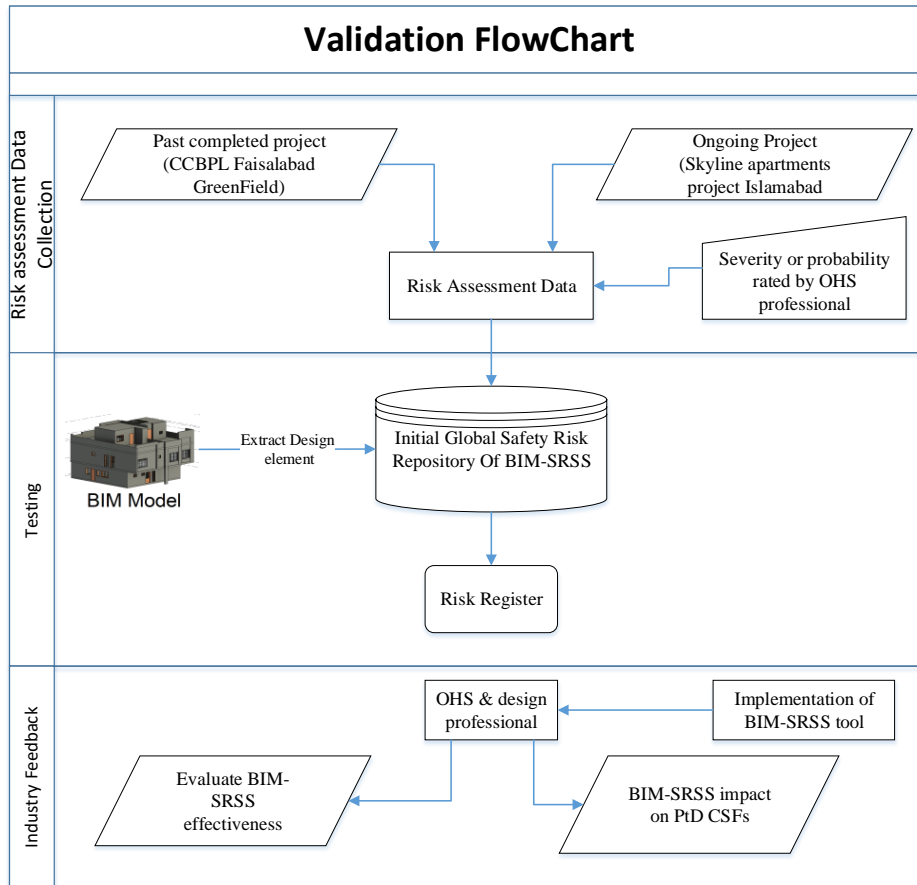 Validation FlowChart
Risk assessment Data
Collection
Past completed project
(CCBPL Faisalabad
GreenField)
Ongoing Project
(Skyline apartments
project Islamabad
Severity or probability
rated by OHS
professional
Risk Assessment Data
Testing
BIM Model
Extract Design
element
Initial Global Safety Risk
Repository Of BIM-SRSS
Risk Register
Industry Feedback
OHS & design
professional
Implementation of
BIM-SRSS tool
Evaluate BIM-
SRSS
effectiveness
BIM-SRSS impact
on PtD CSFs